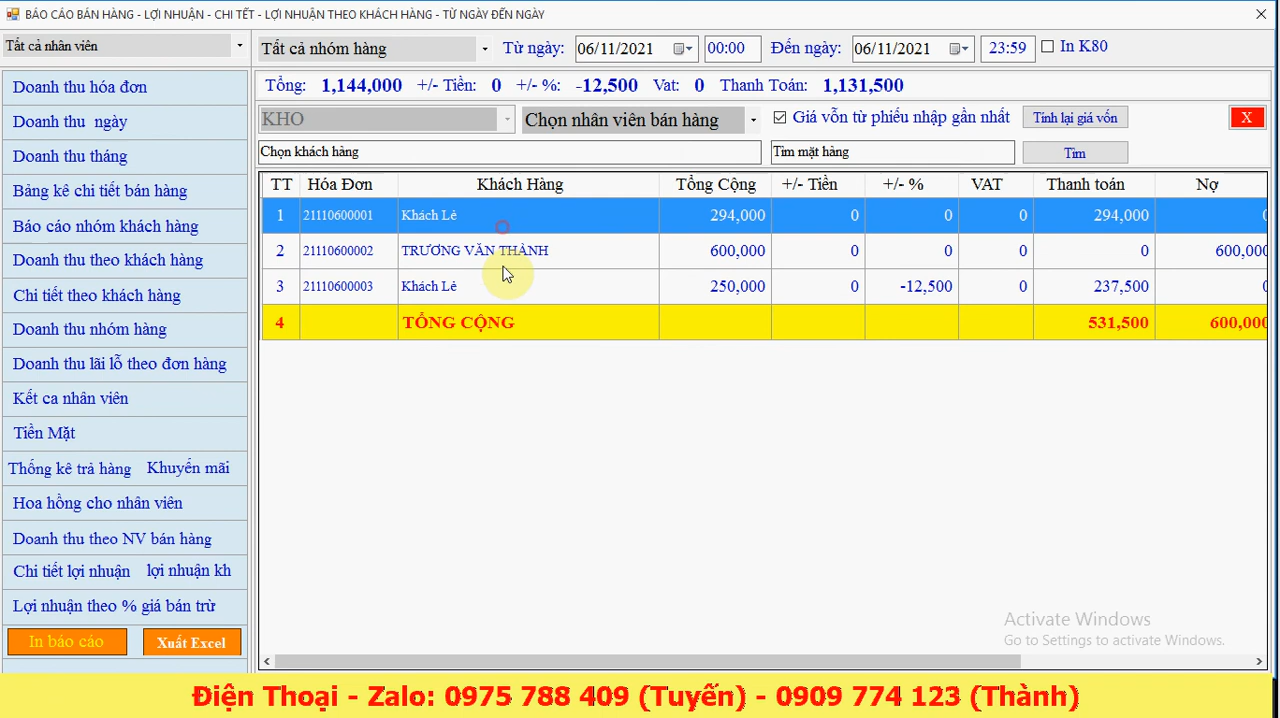 BÁO CÁO BÁN HÀNG - LỢI NHUẬN - CHI TẾT - LỢI NHUẬN THEO KHÁCH HÀNG - TỪ NGÀY ĐẾN NGÀY
Tất cả nhân viên
Tất cả nhóm hàng Từ ngày: 06/11/2021 00:00 Đến ngày: 06/11/2021 23:59 In K80
Tổng: 1,144,000 +/- Tiền: 0 +/- %: -12,500 Vat: 0 Thanh Toán: 1,131,500
KHO Chọn nhân viên bán hàng Giá vốn từ phiếu nhập gần nhất Tính lại giá vốn X
Chọn khách hàng Tìm mặt hàng Tìm
Doanh thu hóa đơn
Doanh thu ngày
Doanh thu tháng
Bảng kê chi tiết bán hàng
Báo cáo nhóm khách hàng
Doanh thu theo khách hàng
Chi tiết theo khách hàng
Doanh thu nhóm hàng
Doanh thu lãi lỗ theo đơn hàng
Kết ca nhân viên
Tiền Mặt
Thống kê trả hàng Khuyến mãi
Hoa hồng cho nhân viên
Doanh thu theo NV bán hàng
Chi tiết lợi nhuận lợi nhuận kh
Lợi nhuận theo % giá bán trừ
In báo cáo Xuất Excel
TT Hóa Đơn Khách Hàng Tổng Cộng +/- Tiền +/- % VAT Thanh toán Nợ
1 21110600001 Khách Lẻ 294,000 0 0 0 294,000 0
2 21110600002 TRƯƠNG VĂN THÀNH 600,000 0 0 0 0 600,000
3 21110600003 Khách Lẻ 250,000 0 -12,500 0 237,500 0
4 TỔNG CỘNG 531,500 600,000
Activate Windows
Go to Settings to activate Windows.
Điện Thoại - Zalo: 0975 788 409 (Tuyến) - 0909 774 123 (Thành)